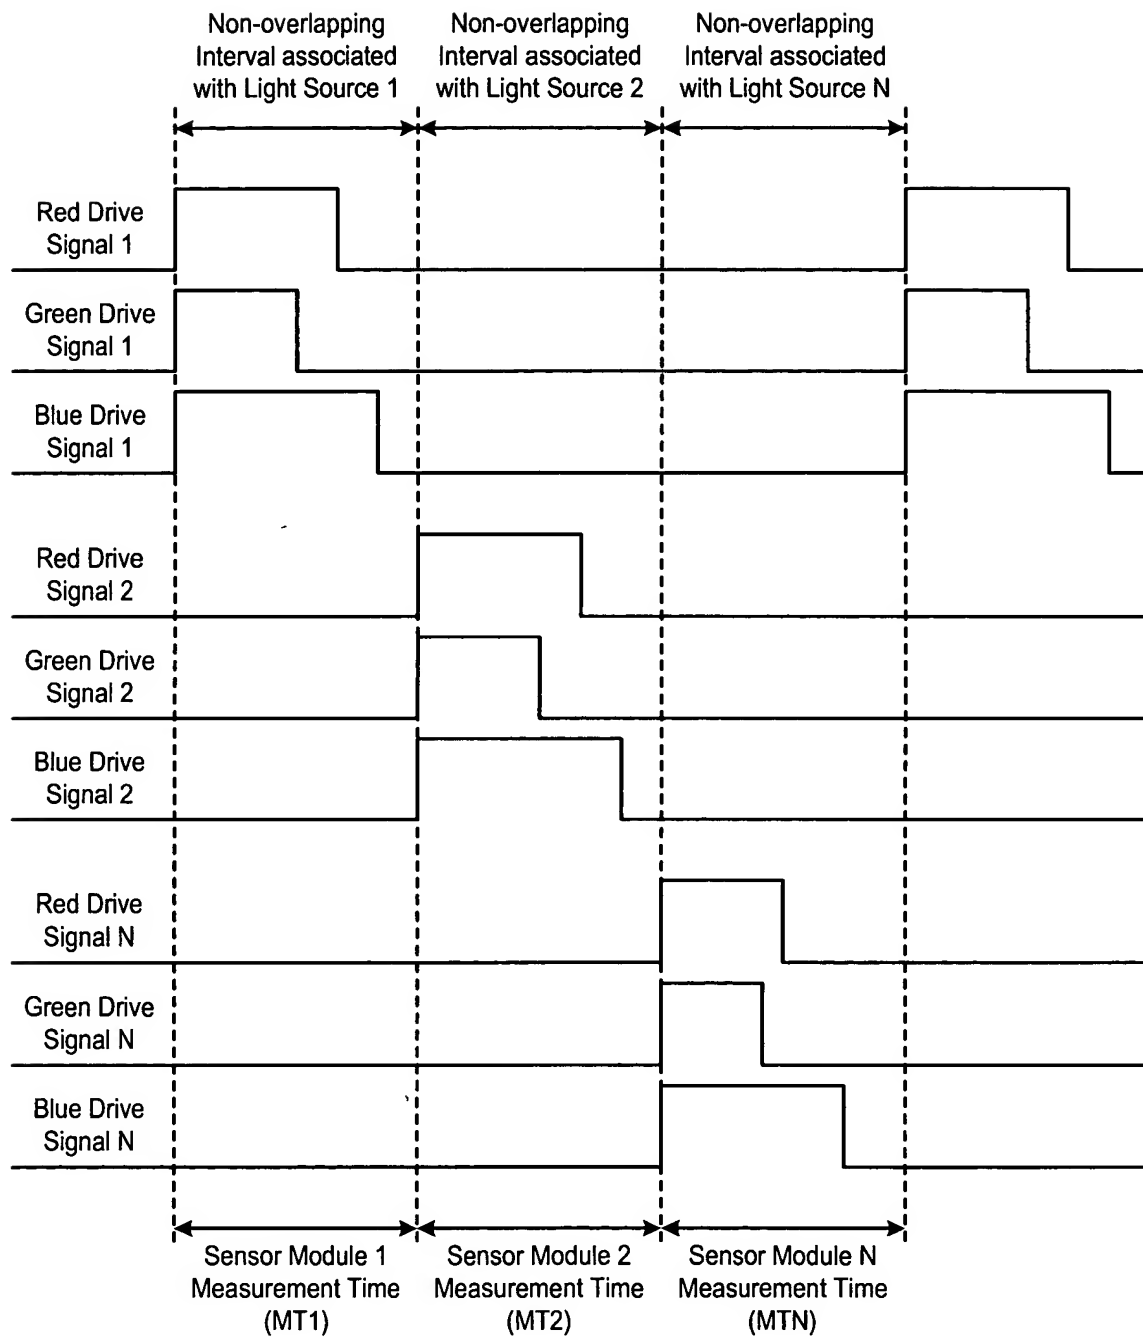 Non-overlapping
Interval associated
with Light Source 1
Non-overlapping
Interval associated
with Light Source 2
Non-overlapping
Interval associated
with Light Source N
Red Drive
Signal 1
Green Drive
Signal 1
Blue Drive
Signal 1
Red Drive
Signal 2
Green Drive
Signal 2
Blue Drive
Signal 2
Red Drive
Signal N
Green Drive
Signal N
Blue Drive
Signal N
Sensor Module 1
Measurement Time
(MT1)
Sensor Module 2
Measurement Time
(MT2)
Sensor Module N
Measurement Time
(MTN)